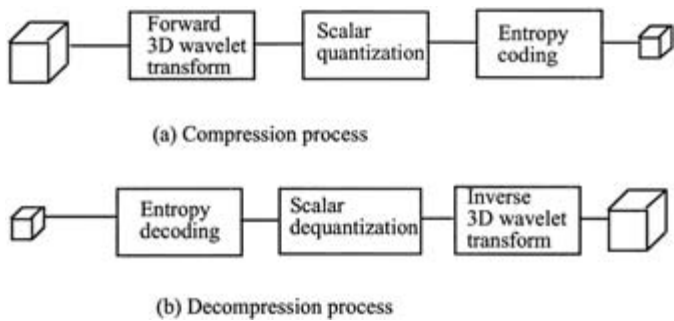 Forward
3D wavelet
transform
Scalar
quantization
Entropy
coding
(a) Compression process
Entropy
decoding
Scalar
dequantization
Inverse
3D wavelet
transform
(b) Decompression process